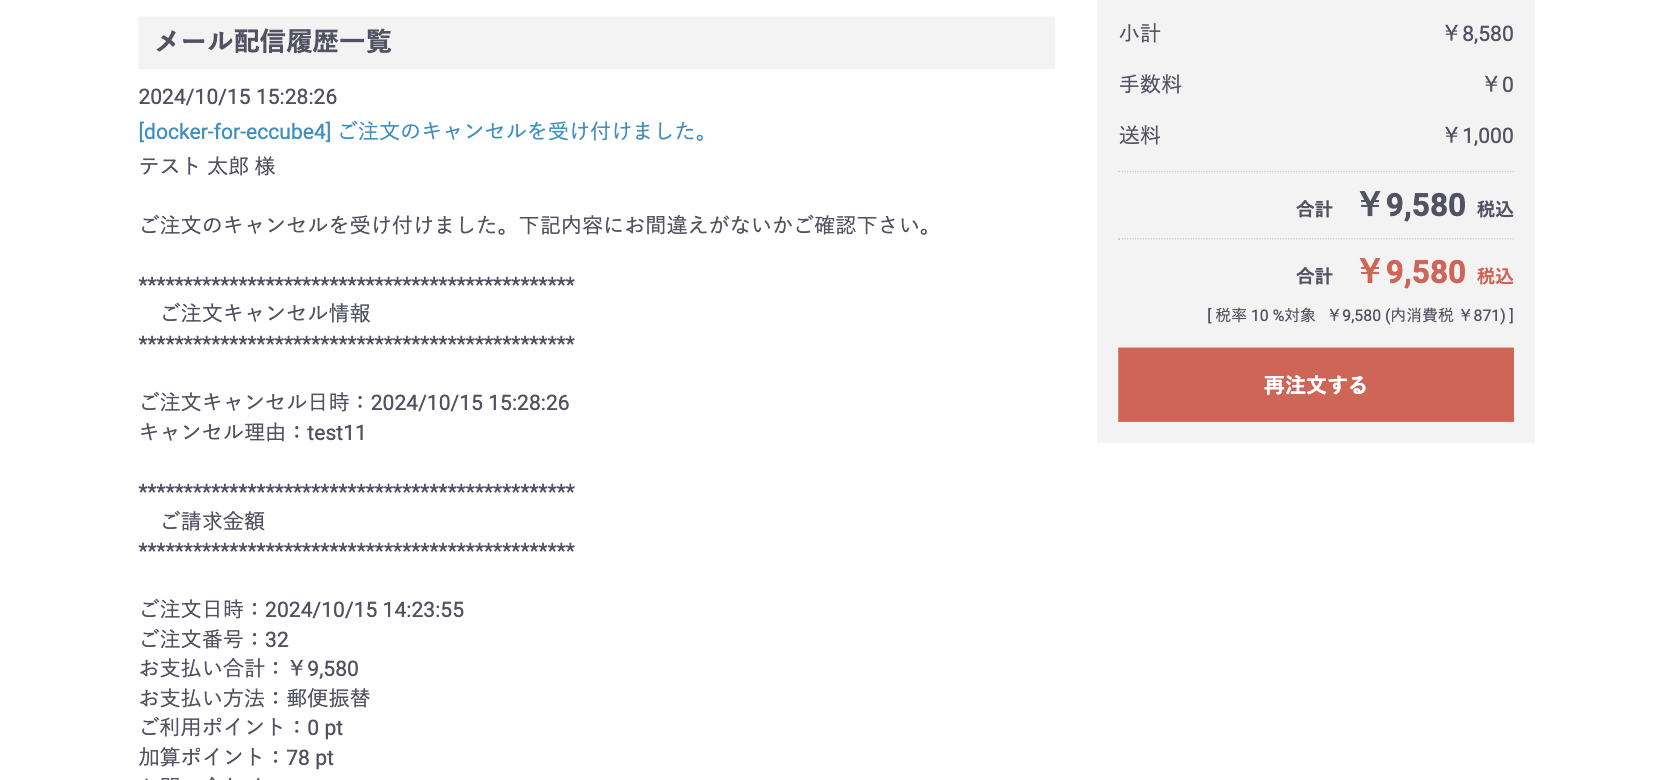 メール配信履歴一覧
2024/10/15 15:28:26
[docker-for-eccube4] ご注文のキャンセルを受け付けました。
テスト 太郎 様
ご注文のキャンセルを受け付けました。下記内容にお間違えがないかご確認下さい。
************************************************
ご注文キャンセル情報
************************************************
ご注文キャンセル日時：2024/10/15 15:28:26
キャンセル理由：test11
************************************************
ご請求金額
************************************************
ご注文日時：2024/10/15 14:23:55
ご注文番号：32
お支払い合計：￥9,580
お支払い方法：郵便振替
ご利用ポイント：0 pt
加算ポイント：78 pt
小計 ￥8,580
手数料 ￥0
送料 ￥1,000
合計 ￥9,580 税込
合計 ￥9,580 税込
[ 税率 10 %対象 ￥9,580 (内消費税 ￥871) ]
再注文する